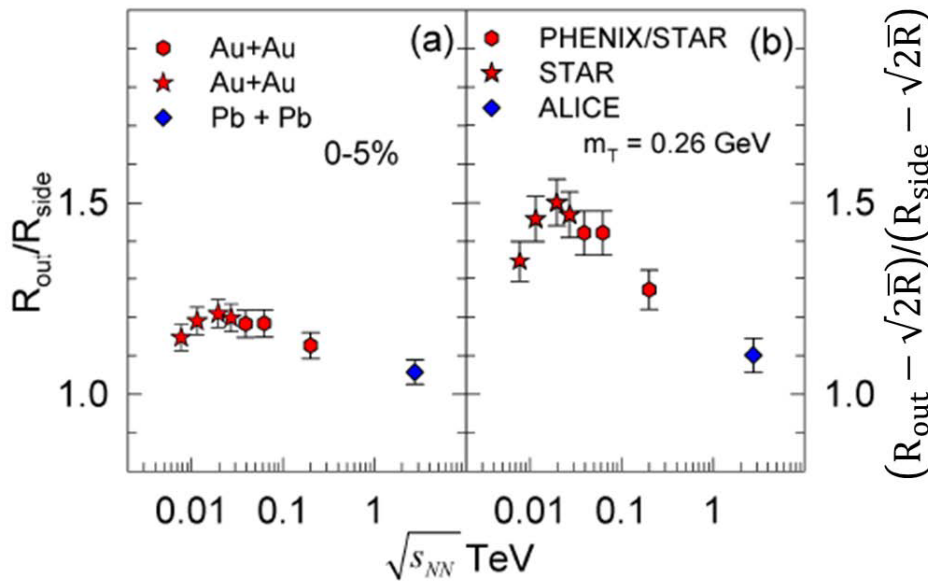 (a)
Au+Au
Au+Au
Pb + Pb
0-5%
R_out/R_side
1.5
1.0
0.01 0.1 1
(b)
PHENIX/STAR
STAR
ALICE
m_T = 0.26 GeV
1.5
1.0
0.01 0.1 1
(R_out − √2R̅)/(R_side − √2R̅)
√s_NN TeV